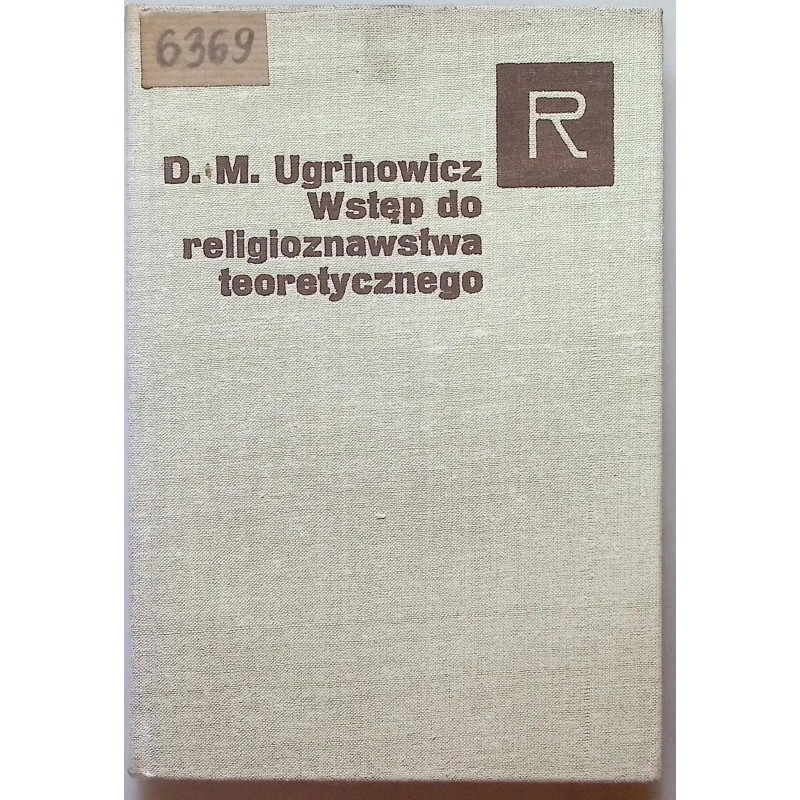 6369
R
D. M. Ugrinowicz
Wstęp do
religioznawstwa
teoretycznego